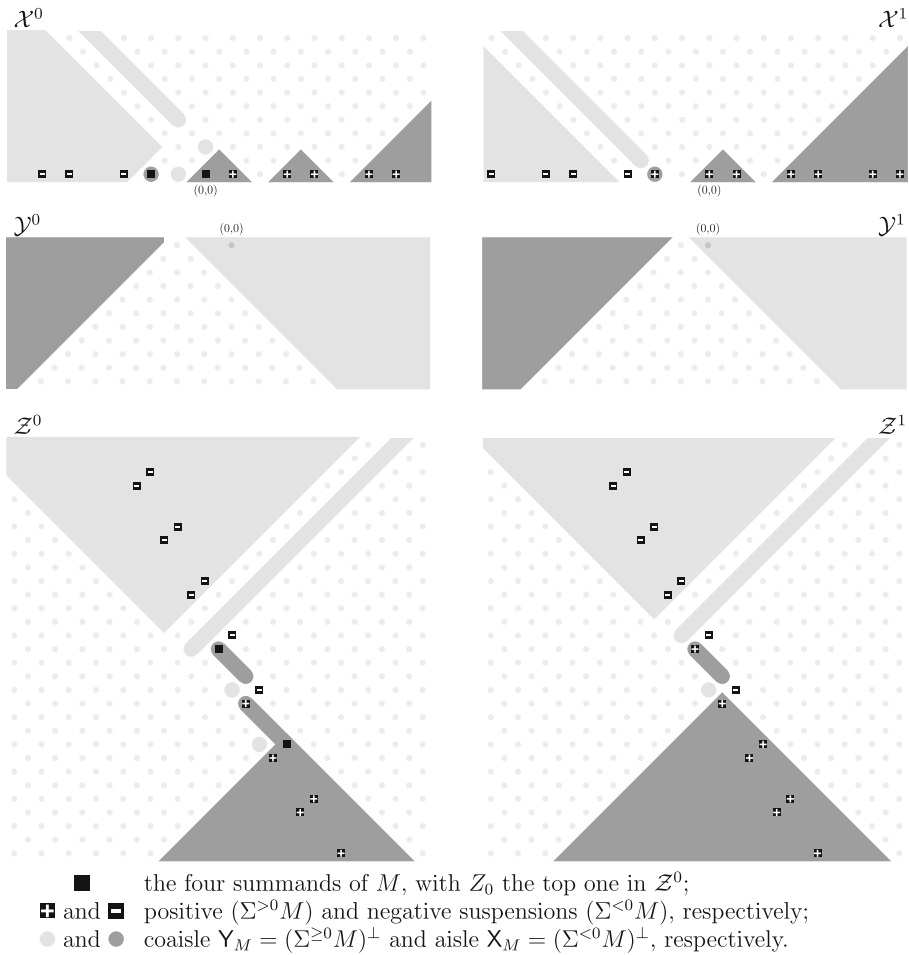 𝒳⁰ 𝒳¹
(0,0) (0,0)
𝒴⁰ (0,0) (0,0) 𝒴¹
𝒵⁰ 𝒵¹
the four summands of M, with Z₀ the top one in 𝒵⁰;
and positive (Σ^{>0}M) and negative suspensions (Σ^{<0}M), respectively;
and coaisle Y_M = (Σ^{≥0}M)^⊥ and aisle X_M = (Σ^{<0}M)^⊥, respectively.